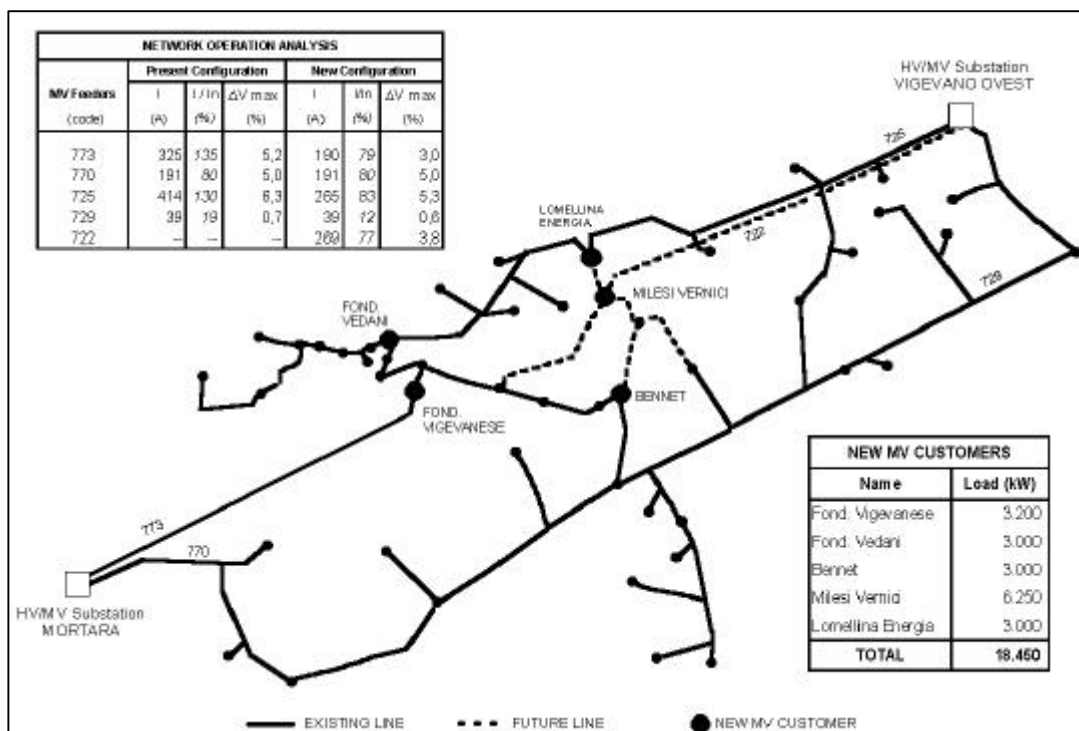 NETWORK OPERATION ANALYSIS
MV Feeders Present Configuration New Configuration
(code) I (A) I / In (%) ΔV max (%) I (A) I/In (%) ΔV max (%)
773 325 135 5,2 190 79 3,0
770 191 80 5,0 191 80 5,0
725 414 130 6,3 265 83 5,3
729 39 19 0,7 39 12 0,6
722 -- -- -- 269 77 3,8
HV/MV Substation
VIGEVANO OVEST
725
722
729
LOMELLINA
ENERGIA
MILESI VERNICI
FOND.
VEDANI
FOND.
VIGEVANESE
BENNET
773
770
HV/MV Substation
MORTARA
NEW MV CUSTOMERS
Name Load (kW)
Fond. Vigevanese 3.200
Fond. Vedani 3.000
Bennet 3.000
Milesi Vernici 6.250
Lomellina Energia 3.000
TOTAL 18.450
EXISTING LINE
FUTURE LINE
NEW MV CUSTOMER